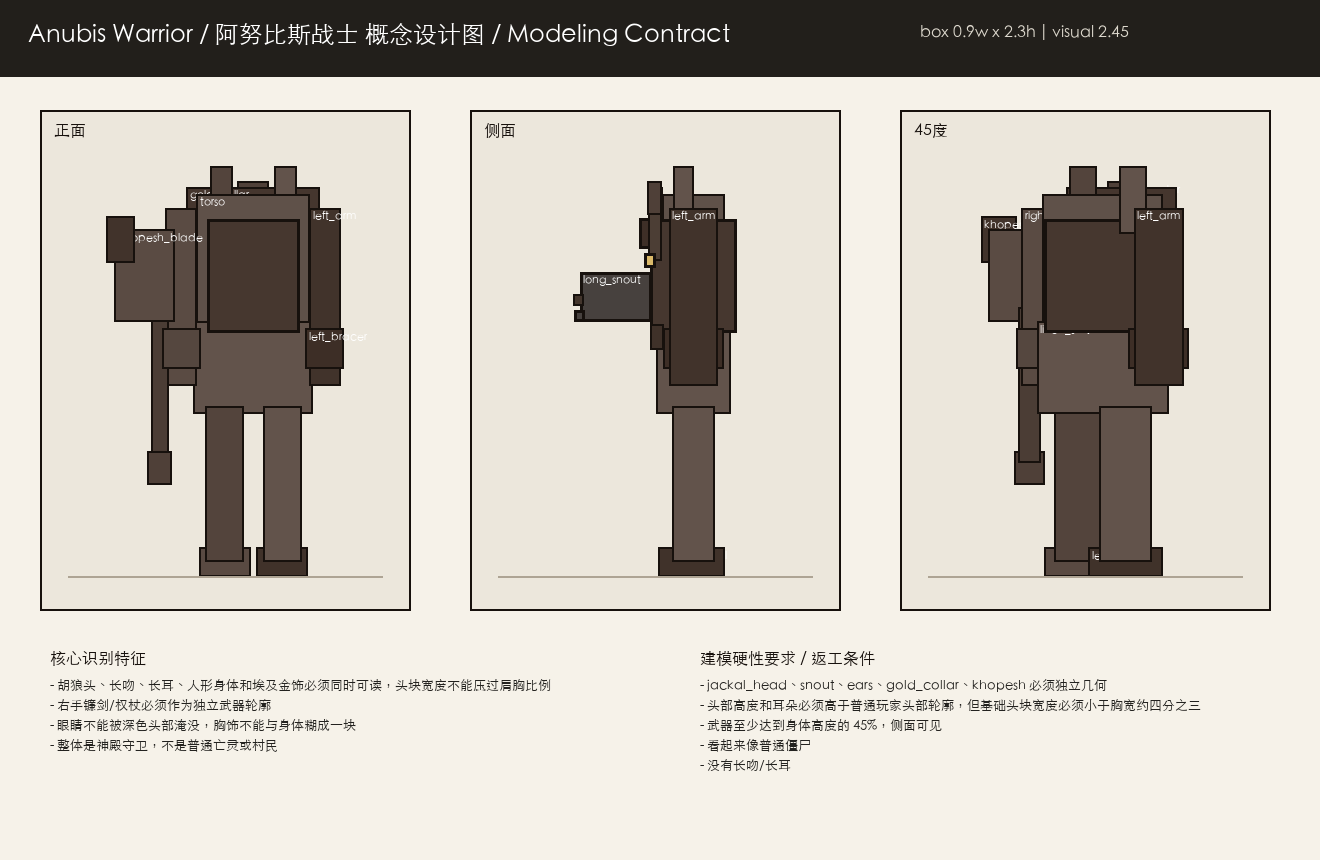 Anubis Warrior / 阿努比斯战士 概念设计图 / Modeling Contract
box 0.9w x 2.3h | visual 2.45
正面
torso
left_arm
opesh_blade
left_bracer
侧面
left_arm
long_snout
45度
left_arm
khope
righ
le
核心识别特征
- 胡狼头、长吻、长耳、人形身体和埃及金饰必须同时可读，头块宽度不能压过肩胸比例
- 右手镰剑/权杖必须作为独立武器轮廓
- 眼睛不能被深色头部淹没，胸饰不能与身体糊成一块
- 整体是神殿守卫，不是普通亡灵或村民
建模硬性要求 / 返工条件
- jackal_head、snout、ears、gold_collar、khopesh 必须独立几何
- 头部高度和耳朵必须高于普通玩家头部轮廓，但基础头块宽度必须小于胸宽约四分之三
- 武器至少达到身体高度的 45%，侧面可见
- 看起来像普通僵尸
- 没有长吻/长耳